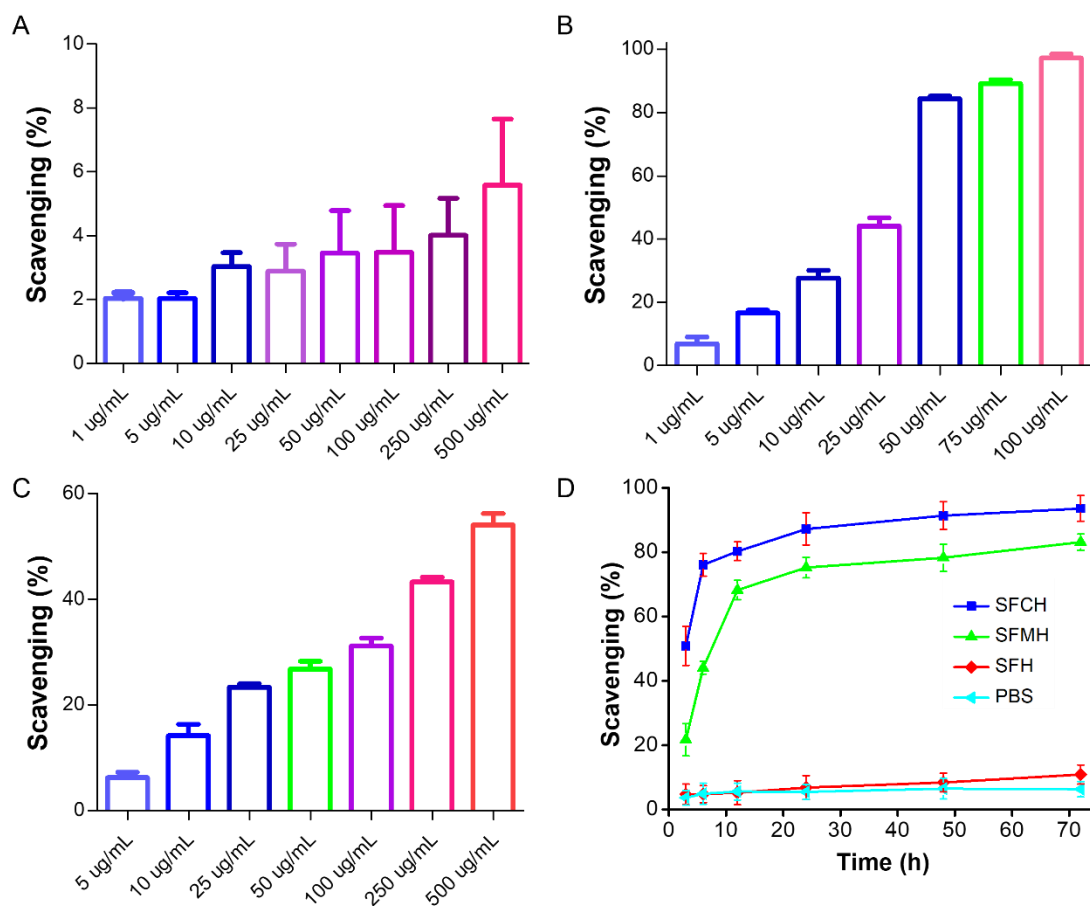 A
Scavenging (%)
10
8
6
4
2
0
1 ug/mL
5 ug/mL
10 ug/mL
25 ug/mL
50 ug/mL
100 ug/mL
250 ug/mL
500 ug/mL
B
Scavenging (%)
100
80
60
40
20
0
1 ug/mL
5 ug/mL
10 ug/mL
25 ug/mL
50 ug/mL
75 ug/mL
100 ug/mL
C
Scavenging (%)
60
40
20
0
5 ug/mL
10 ug/mL
25 ug/mL
50 ug/mL
100 ug/mL
250 ug/mL
500 ug/mL
D
Scavenging (%)
100
80
60
40
20
0
SFCH
SFMH
SFH
PBS
0 10 20 30 40 50 60 70
Time (h)